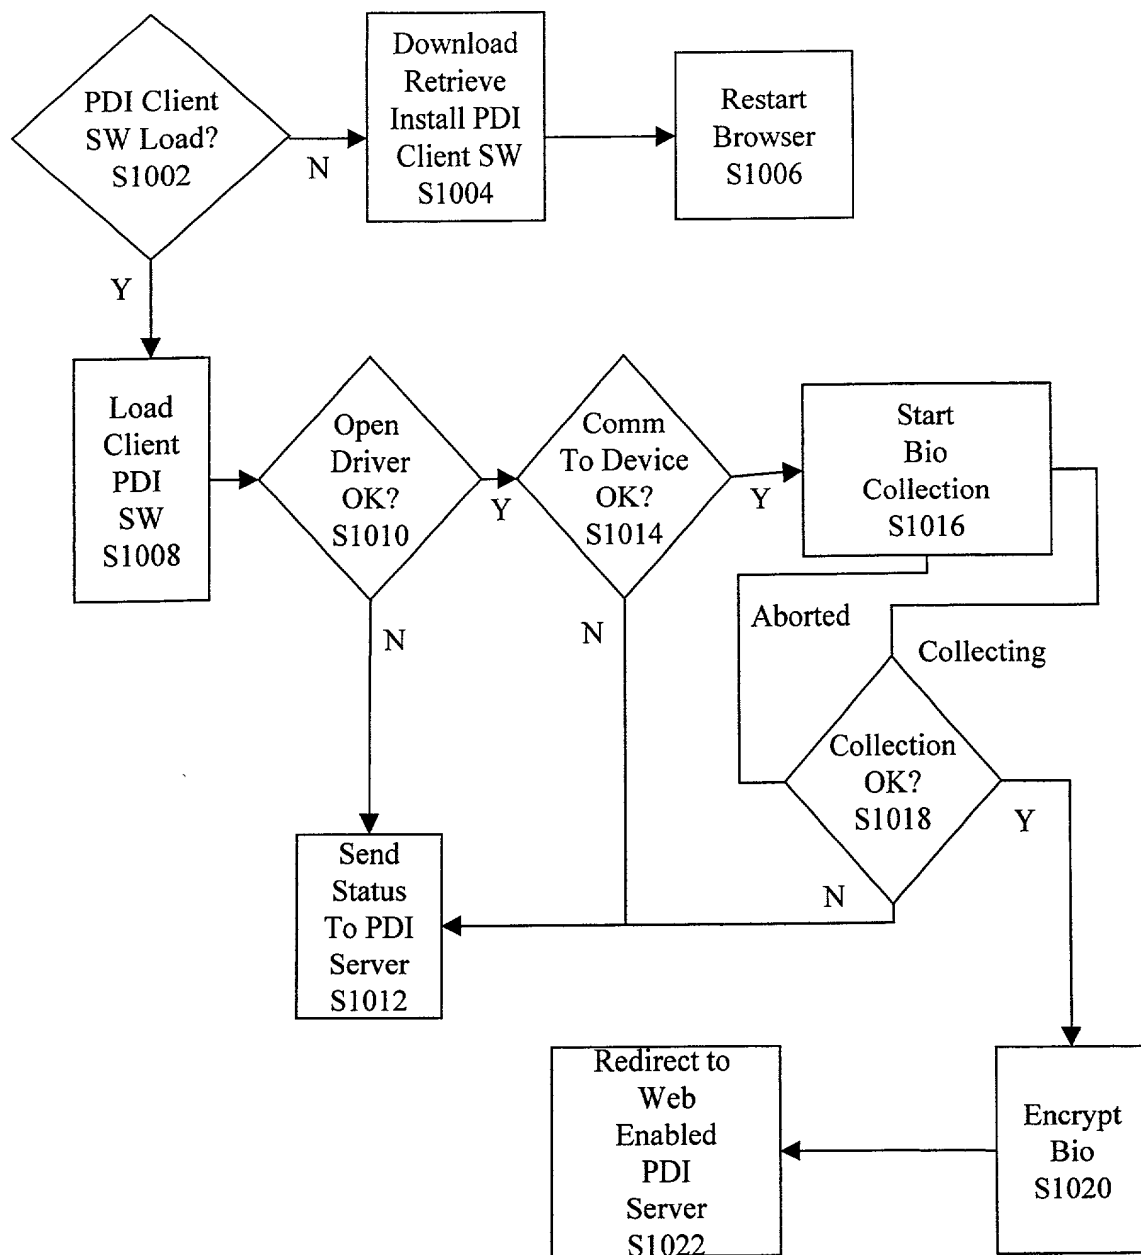 PDI Client
SW Load?
S1002
N
Y
Download
Retrieve
Install PDI
Client SW
S1004
Restart
Browser
S1006
Load
Client
PDI
SW
S1008
Open
Driver
OK?
S1010
Y
N
Comm
To Device
OK?
S1014
Y
N
Start
Bio
Collection
S1016
Aborted
Collecting
Collection
OK?
S1018
Y
N
Send
Status
To PDI
Server
S1012
Redirect to
Web
Enabled
PDI
Server
S1022
Encrypt
Bio
S1020